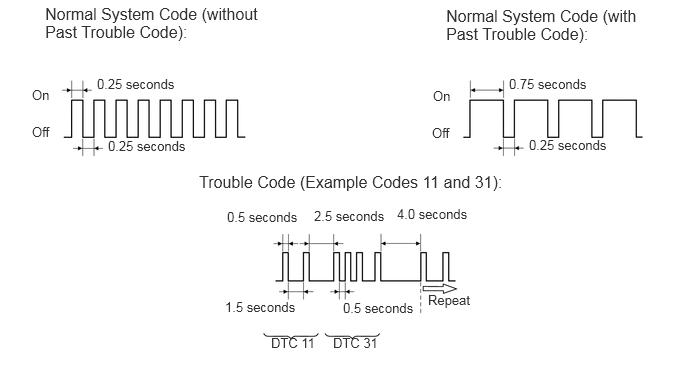 Normal System Code (without
Past Trouble Code):
0.25 seconds
On
Off
0.25 seconds
Normal System Code (with
Past Trouble Code):
0.75 seconds
On
Off
0.25 seconds
Trouble Code (Example Codes 11 and 31):
0.5 seconds 2.5 seconds 4.0 seconds
1.5 seconds 0.5 seconds Repeat
DTC 11 DTC 31